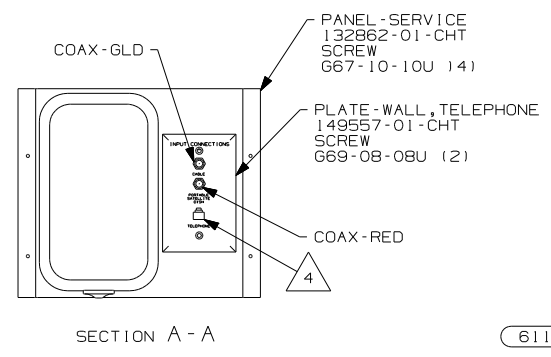 PANEL-SERVICE
132862-01-CHT
SCREW
G67-10-10U (4)
COAX-GLD
PLATE-WALL,TELEPHONE
149557-01-CHT
SCREW
G69-08-08U (2)
INPUT CONNECTIONS
CABLE
PORTABLE
SATELLITE
DISH
TELEPHONE
COAX-RED
4
SECTION A-A
611